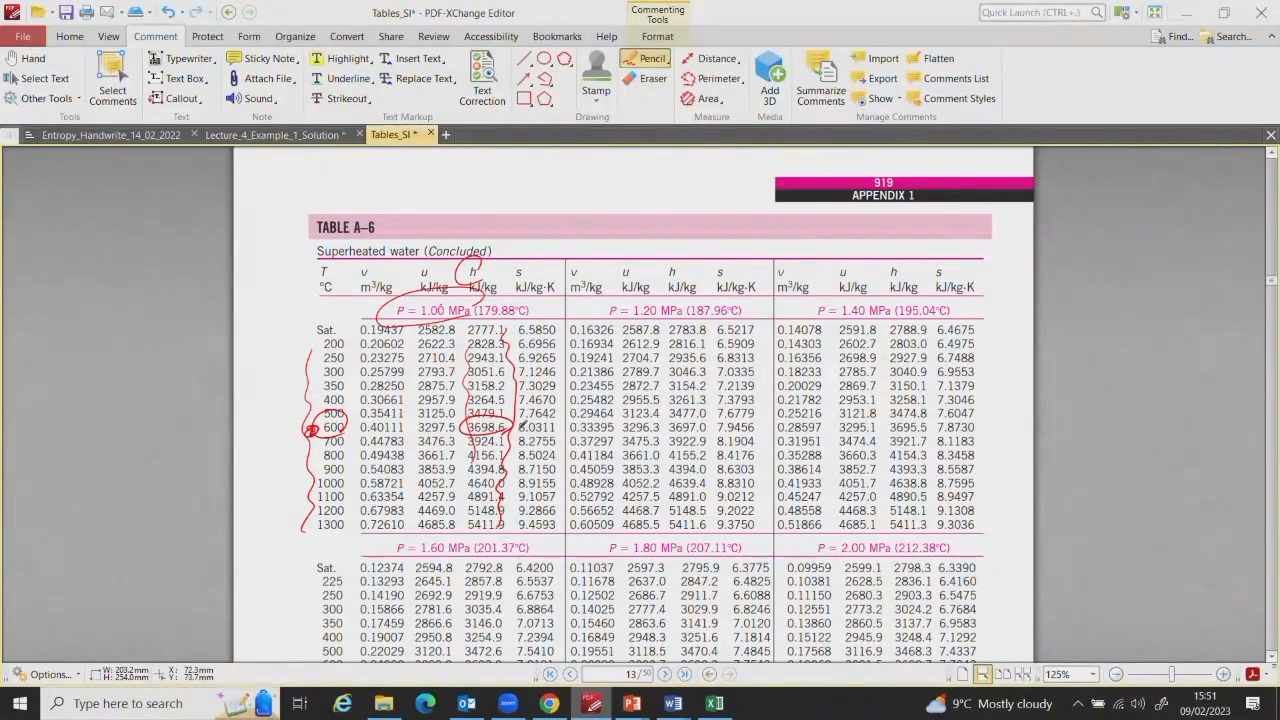 Tables_SI* - PDF-XChange Editor
Commenting Tools
Quick Launch (CTRL+.)
File Home View Comment Protect Form Organize Convert Share Review Accessibility Bookmarks Help Format Find... Search...
Hand Select Text Other Tools Select Comments Tools
Typewriter Text Box Callout Text
Sticky Note Attach File Sound Note
Highlight Underline Strikeout Insert Text Replace Text Text Correction Text Markup
Pencil Eraser Stamp Drawing
Distance Perimeter Area Measure
Add 3D Media
Summarize Comments Import Export Show Flatten Comments List Comment Styles Manage Comments
Entropy_Handwrite_14_02_2022 Lecture_4_Example_1_Solution * Tables_SI *
919
APPENDIX 1
TABLE A–6
Superheated water (Concluded)
T v u h s v u h s v u h s
°C m3/kg kJ/kg kJ/kg kJ/kg·K m3/kg kJ/kg kJ/kg kJ/kg·K m3/kg kJ/kg kJ/kg kJ/kg·K
P = 1.00 MPa (179.88°C) P = 1.20 MPa (187.96°C) P = 1.40 MPa (195.04°C)
Sat. 0.19437 2582.8 2777.1 6.5850 0.16326 2587.8 2783.8 6.5217 0.14078 2591.8 2788.9 6.4675
200 0.20602 2622.3 2828.3 6.6956 0.16934 2612.9 2816.1 6.5909 0.14303 2602.7 2803.0 6.4975
250 0.23275 2710.4 2943.1 6.9265 0.19241 2704.7 2935.6 6.8313 0.16356 2698.9 2927.9 6.7488
300 0.25799 2793.7 3051.6 7.1246 0.21386 2789.7 3046.3 7.0335 0.18233 2785.7 3040.9 6.9553
350 0.28250 2875.7 3158.2 7.3029 0.23455 2872.7 3154.2 7.2139 0.20029 2869.7 3150.1 7.1379
400 0.30661 2957.9 3264.5 7.4670 0.25482 2955.5 3261.3 7.3793 0.21782 2953.1 3258.1 7.3046
500 0.35411 3125.0 3479.1 7.7642 0.29464 3123.4 3477.0 7.6779 0.25216 3121.8 3474.8 7.6047
600 0.40111 3297.5 3698.6 8.0311 0.33395 3296.3 3697.0 7.9456 0.28597 3295.1 3695.5 7.8730
700 0.44783 3476.3 3924.1 8.2755 0.37297 3475.3 3922.9 8.1904 0.31951 3474.4 3921.7 8.1183
800 0.49438 3661.7 4156.1 8.5024 0.41184 3661.0 4155.2 8.4176 0.35288 3660.3 4154.3 8.3458
900 0.54083 3853.9 4394.8 8.7150 0.45059 3853.3 4394.0 8.6303 0.38614 3852.7 4393.3 8.5587
1000 0.58721 4052.7 4640.0 8.9155 0.48928 4052.2 4639.4 8.8310 0.41933 4051.7 4638.8 8.7595
1100 0.63354 4257.9 4891.4 9.1057 0.52792 4257.5 4891.0 9.0212 0.45247 4257.0 4890.5 8.9497
1200 0.67983 4469.0 5148.9 9.2866 0.56652 4468.7 5148.5 9.2022 0.48558 4468.3 5148.1 9.1308
1300 0.72610 4685.8 5411.9 9.4593 0.60509 4685.5 5411.6 9.3750 0.51866 4685.1 5411.3 9.3036
P = 1.60 MPa (201.37°C) P = 1.80 MPa (207.11°C) P = 2.00 MPa (212.38°C)
Sat. 0.12374 2594.8 2792.8 6.4200 0.11037 2597.3 2795.9 6.3775 0.09959 2599.1 2798.3 6.3390
225 0.13293 2645.1 2857.8 6.5537 0.11678 2637.0 2847.2 6.4825 0.10381 2628.5 2836.1 6.4160
250 0.14190 2692.9 2919.9 6.6753 0.12502 2686.7 2911.7 6.6088 0.11150 2680.3 2903.3 6.5475
300 0.15866 2781.6 3035.4 6.8864 0.14025 2777.4 3029.9 6.8246 0.12551 2773.2 3024.2 6.7684
350 0.17459 2866.6 3146.0 7.0713 0.15460 2863.6 3141.9 7.0120 0.13860 2860.5 3137.7 6.9583
400 0.19007 2950.8 3254.9 7.2394 0.16849 2948.3 3251.6 7.1814 0.15122 2945.9 3248.4 7.1292
500 0.22029 3120.1 3472.6 7.5410 0.19551 3118.5 3470.4 7.4845 0.17568 3116.9 3468.3 7.4337
Options... W: 203.2mm H: 254.0mm X: 72.3mm Y: 73.7mm 13/50 125%
Type here to search 9°C Mostly cloudy 15:51 09/02/2023